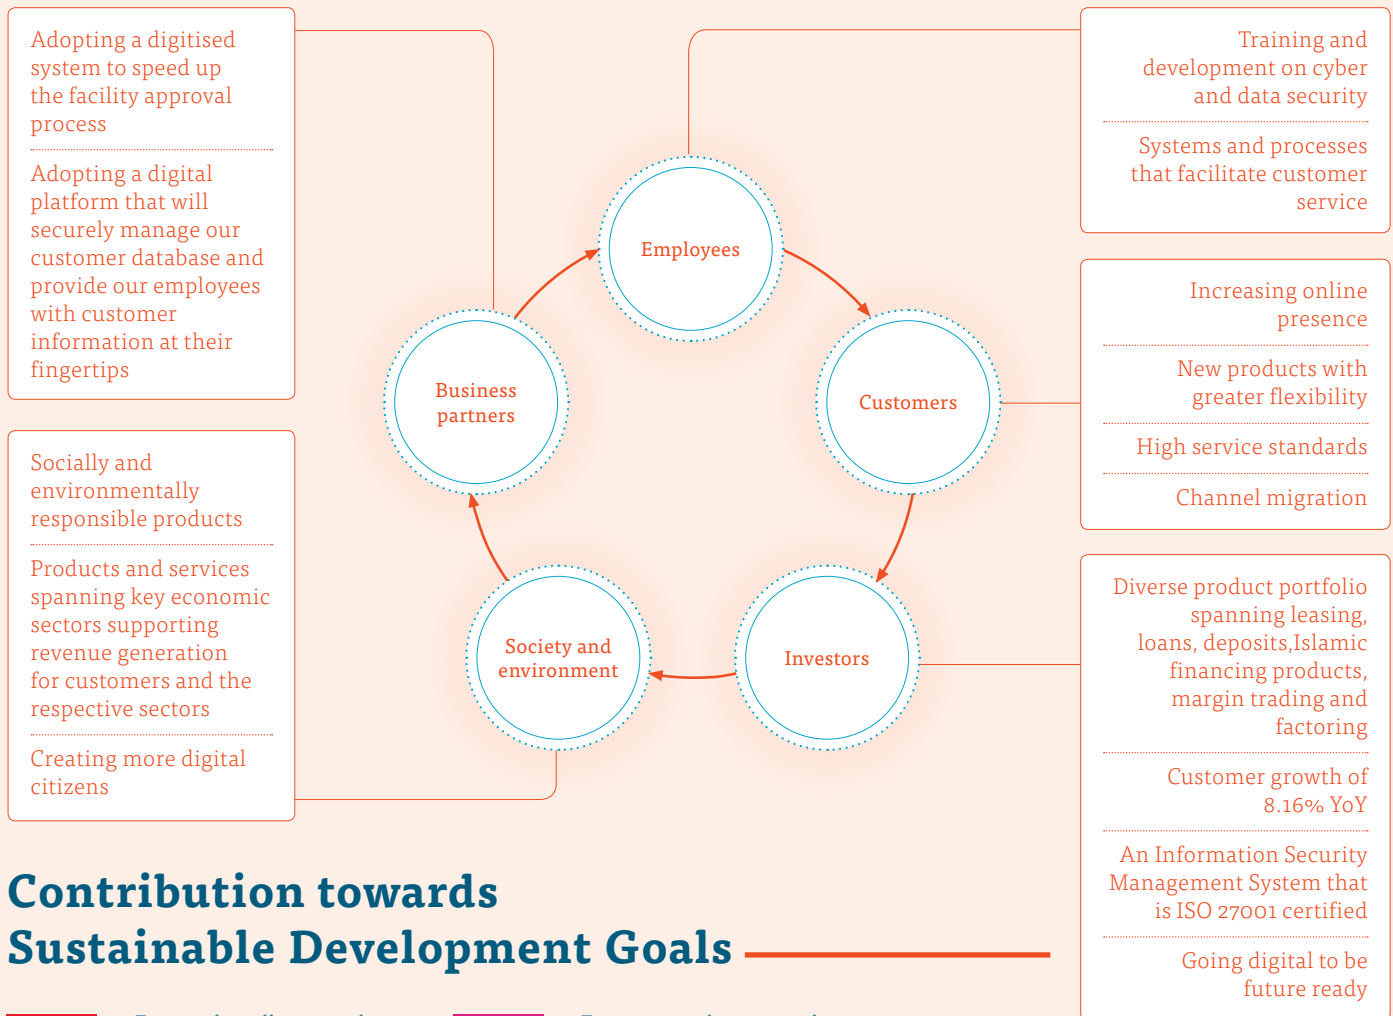 Adopting a digitised
system to speed up
the facility approval
process
Adopting a digital
platform that will
securely manage our
customer database and
provide our employees
with customer
information at their
fingertips
Socially and
environmentally
responsible products
Products and services
spanning key economic
sectors supporting
revenue generation
for customers and the
respective sectors
Creating more digital
citizens
Employees
Business
partners
Customers
Society and
environment
Investors
Training and
development on cyber
and data security
Systems and processes
that facilitate customer
service
Increasing online
presence
New products with
greater flexibility
High service standards
Channel migration
Diverse product portfolio
spanning leasing,
loans, deposits,Islamic
financing products,
margin trading and
factoring
Customer growth of
8.16% YoY
An Information Security
Management System that
is ISO 27001 certified
Going digital to be
future ready
Contribution towards
Sustainable Development Goals